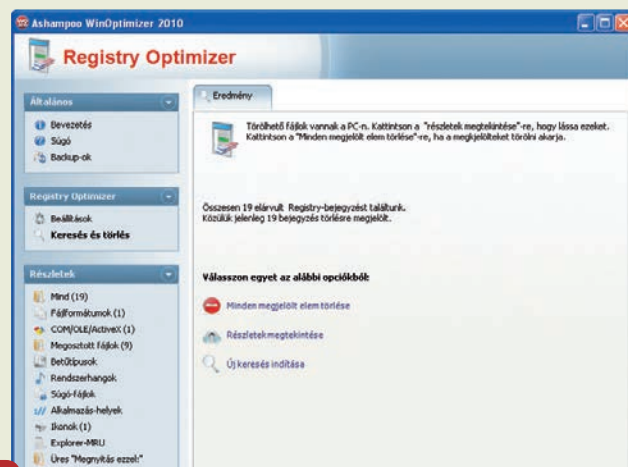 Ashampoo WinOptimizer 2010
Registry Optimizer
Általános
Bevezetés
Súgó
Backup-ok
Registry Optimizer
Beállítások
Keresés és törlés
Részletek
Mind (19)
Fájlformátumok (1)
COM/OLE/ActiveX (1)
Megosztott fájlok (9)
Betűtípusok
Rendszerhangok
Súgó-fájlok
Alkalmazás-helyek
Ikonok (1)
Explorer-MRU
Üres "Megnyitás ezzel:"
Eredmény
Törölhető fájlok vannak a PC-n. Kattintson a "részletek megtekintése"-re, hogy lássa ezeket.
Kattintson a "Minden megjelölt elem törlése"-re, ha a megkjelölteket törölni akarja.
Összesen 19 elárvult Registry-bejegyzést találtunk.
Közülük jelenleg 19 bejegyzés törlésre megjelölt.
Válasszon egyet az alábbi opciókból:
Minden megjelölt elem törlése
Részletek megtekintése
Új keresés indítása